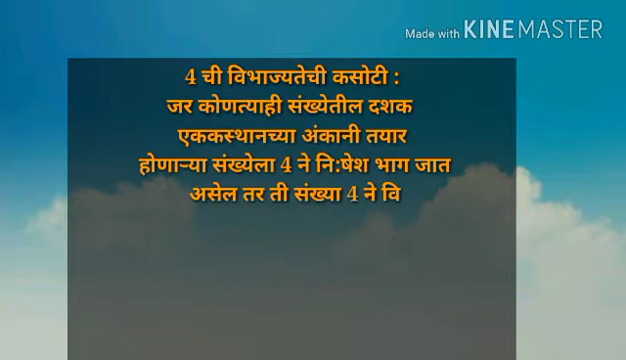 Made with KINEMASTER
4 ची विभाज्यतेची कसोटी :
जर कोणत्याही संख्येतील दशक
एककस्थानच्या अंकानी तयार
होणाऱ्या संख्येला 4 ने नि:षेश भाग जात
असेल तर ती संख्या 4 ने वि